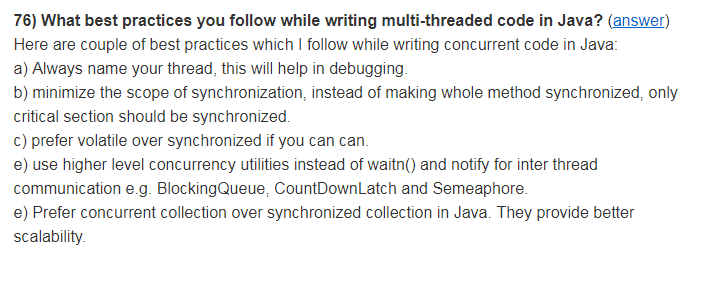 76) What best practices you follow while writing multi-threaded code in Java? (answer)
Here are couple of best practices which I follow while writing concurrent code in Java:
a) Always name your thread, this will help in debugging.
b) minimize the scope of synchronization, instead of making whole method synchronized, only
critical section should be synchronized.
c) prefer volatile over synchronized if you can can.
e) use higher level concurrency utilities instead of waitn() and notify for inter thread
communication e.g. BlockingQueue, CountDownLatch and Semeaphore.
e) Prefer concurrent collection over synchronized collection in Java. They provide better
scalability.